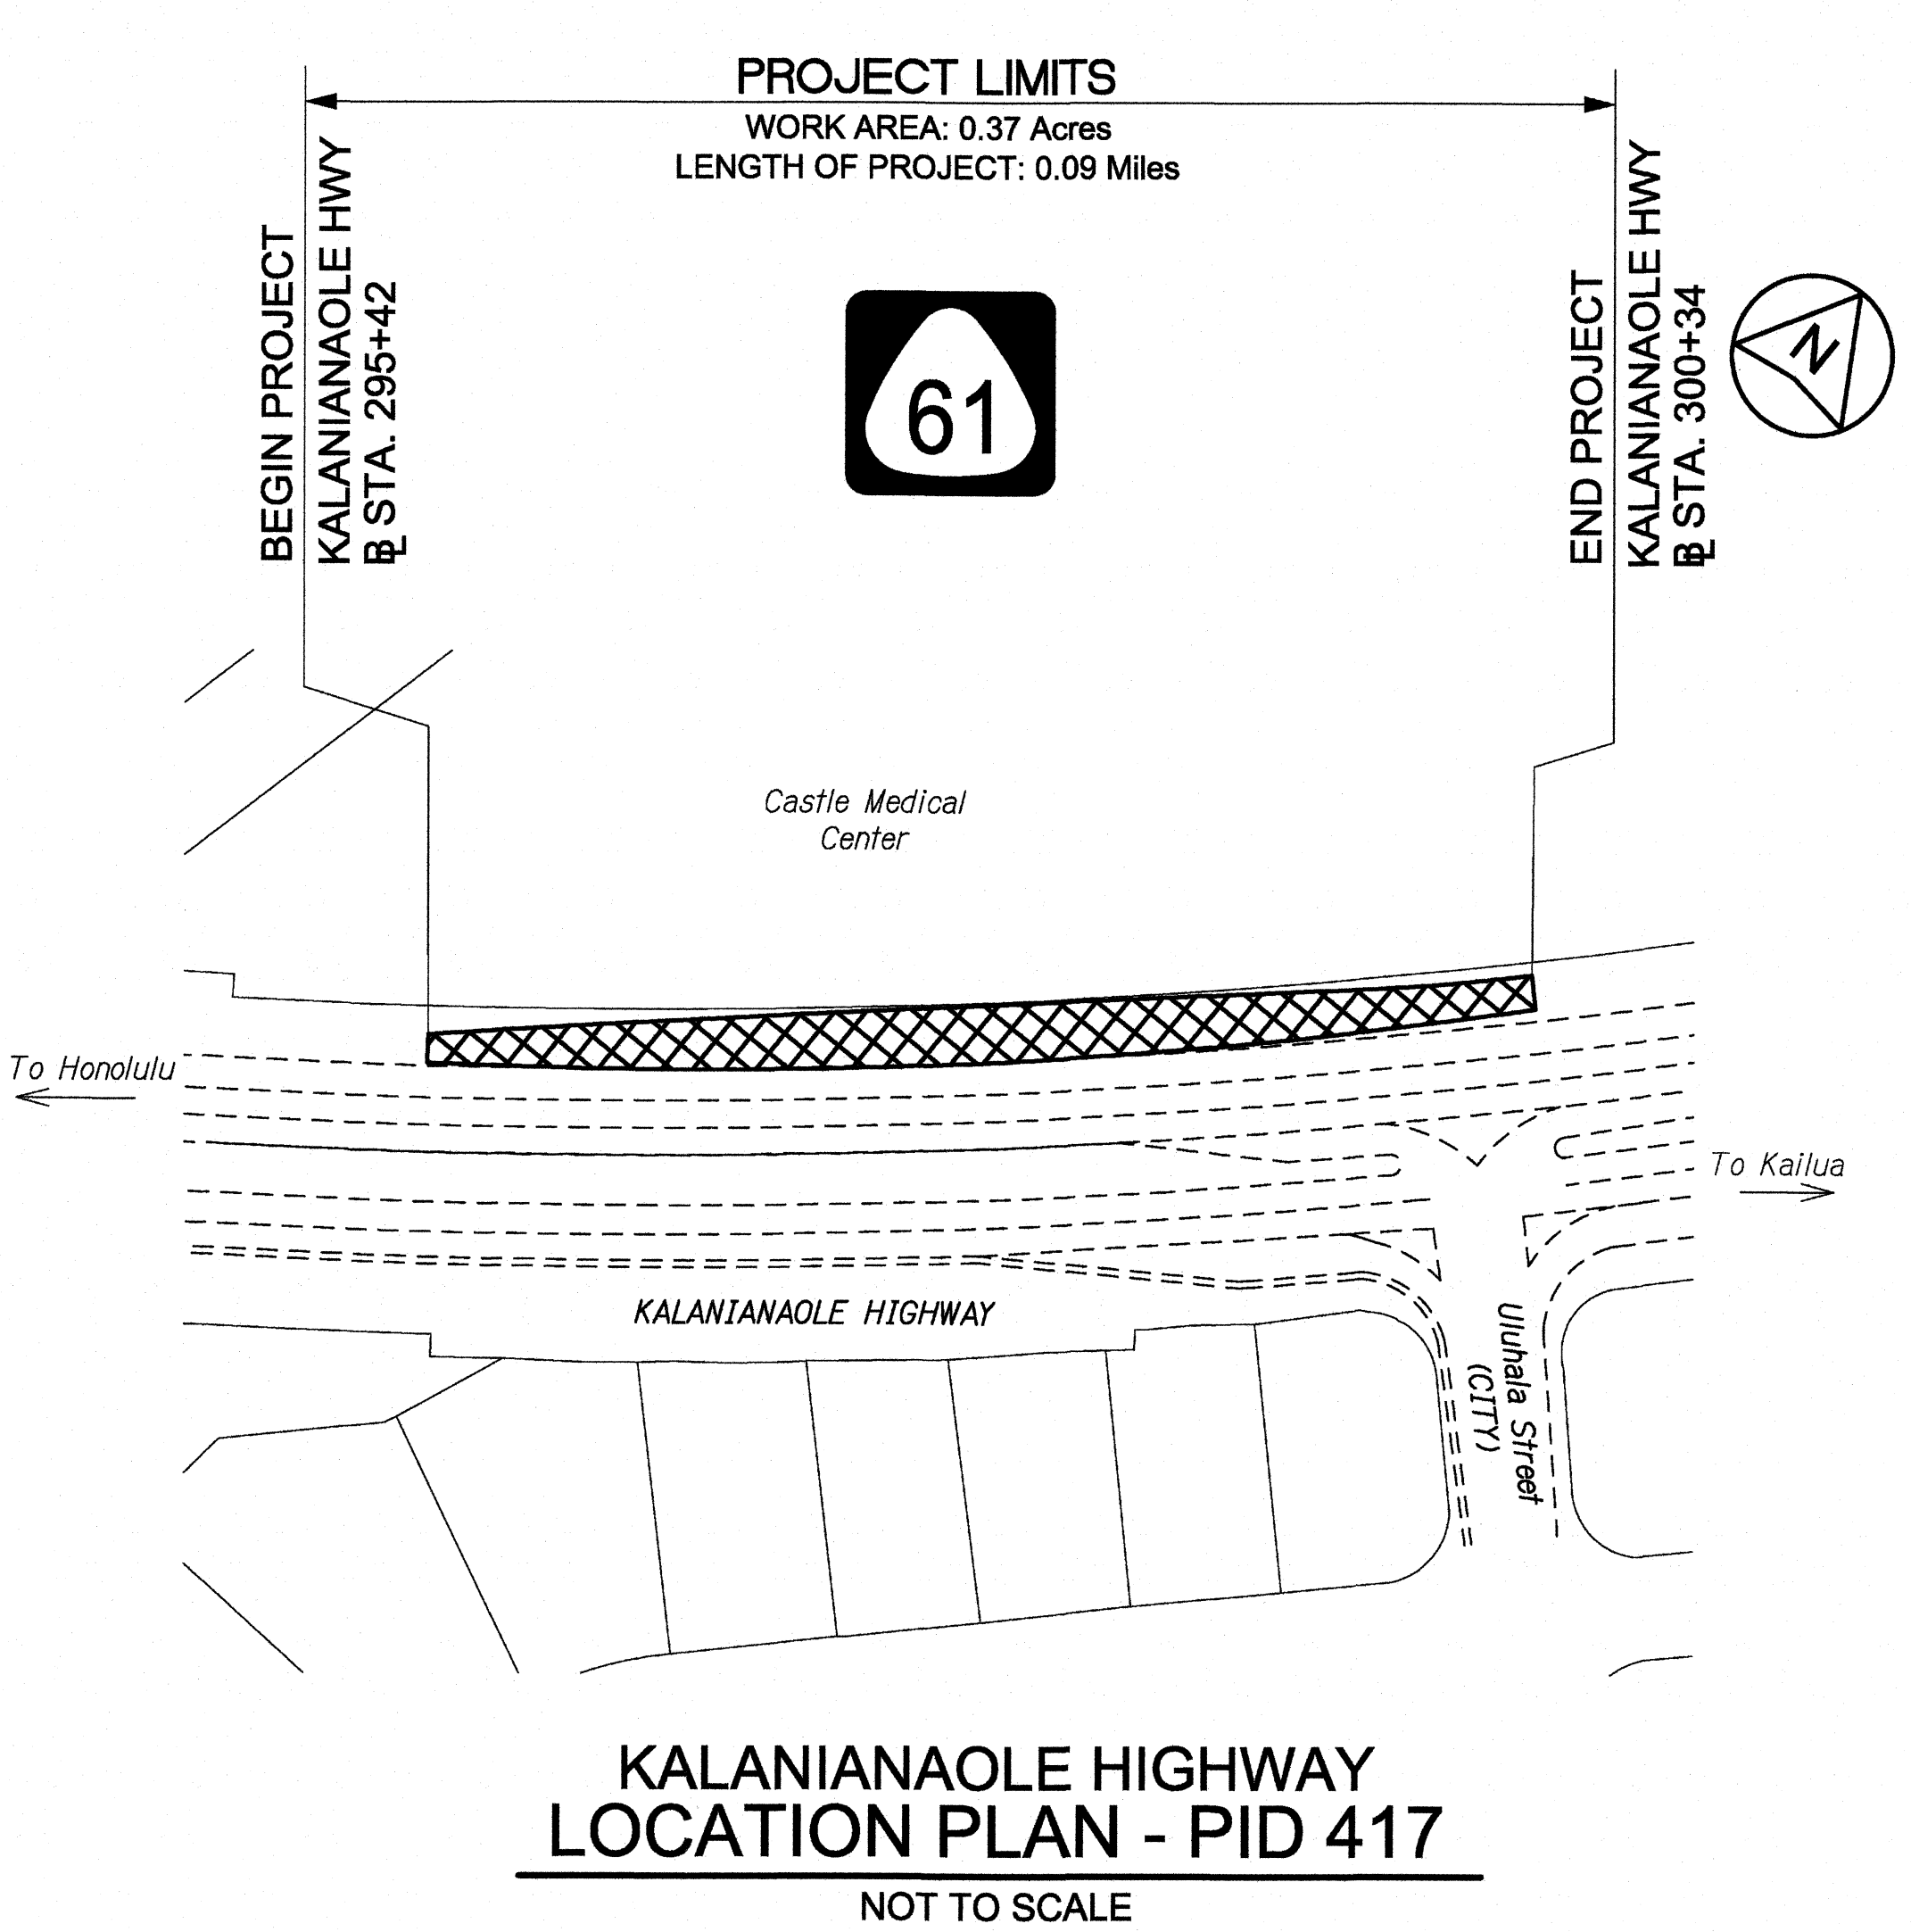 PROJECT LIMITS
WORK AREA: 0.37 Acres
LENGTH OF PROJECT: 0.09 Miles
BEGIN PROJECT
KALANIANAOLE HWY
BL STA. 295+42
61
END PROJECT
KALANIANAOLE HWY
BL STA. 300+34
N
Castle Medical
Center
To Honolulu
To Kailua
KALANIANAOLE HIGHWAY
Uluhala Street
(CITY)
KALANIANAOLE HIGHWAY
LOCATION PLAN - PID 417
NOT TO SCALE